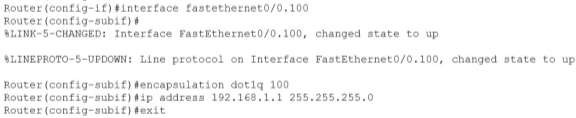 Router(config-if)#interface fastethernet0/0.100
Router(config-subif)#
%LINK-5-CHANGED: Interface FastEthernet0/0.100, changed state to up
%LINEPROTO-5-UPDOWN: Line protocol on Interface FastEthernet0/0.100, changed state to up
Router(config-subif)#encapsulation dot1q 100
Router(config-subif)#ip address 192.168.1.1 255.255.255.0
Router(config-subif)#exit